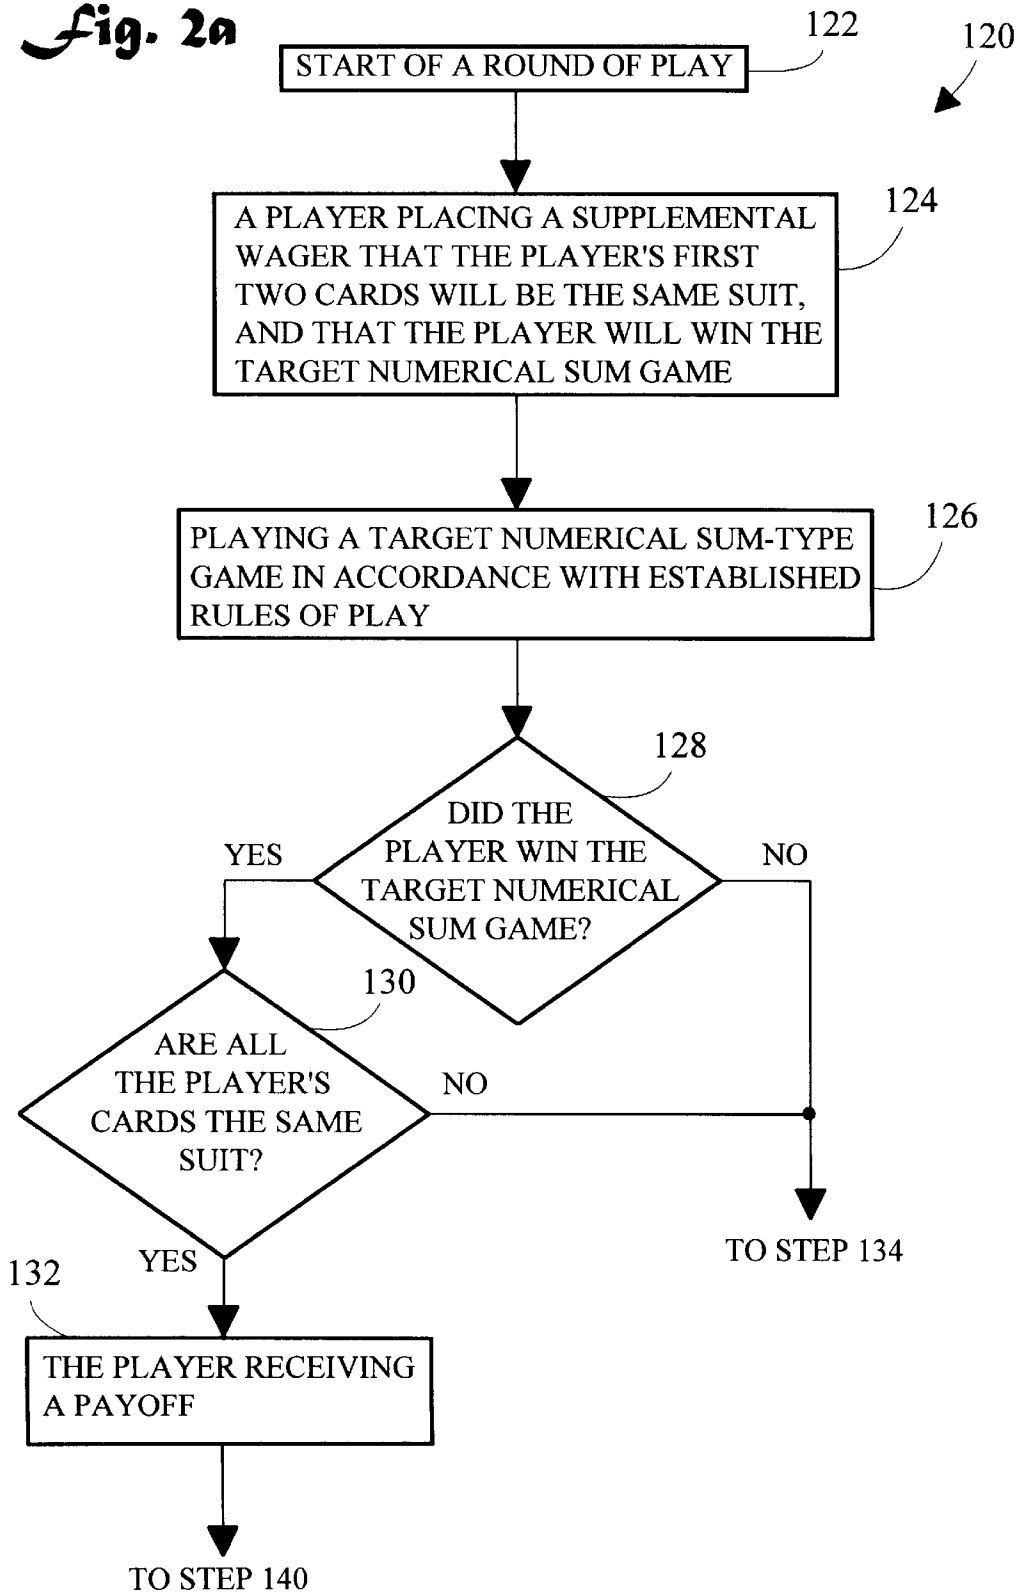 Fig. 2a
122
120
START OF A ROUND OF PLAY
124
A PLAYER PLACING A SUPPLEMENTAL
WAGER THAT THE PLAYER'S FIRST
TWO CARDS WILL BE THE SAME SUIT,
AND THAT THE PLAYER WILL WIN THE
TARGET NUMERICAL SUM GAME
126
PLAYING A TARGET NUMERICAL SUM-TYPE
GAME IN ACCORDANCE WITH ESTABLISHED
RULES OF PLAY
128
DID THE
PLAYER WIN THE
TARGET NUMERICAL
SUM GAME?
YES
NO
130
ARE ALL
THE PLAYER'S
CARDS THE SAME
SUIT?
NO
YES
TO STEP 134
132
THE PLAYER RECEIVING
A PAYOFF
TO STEP 140